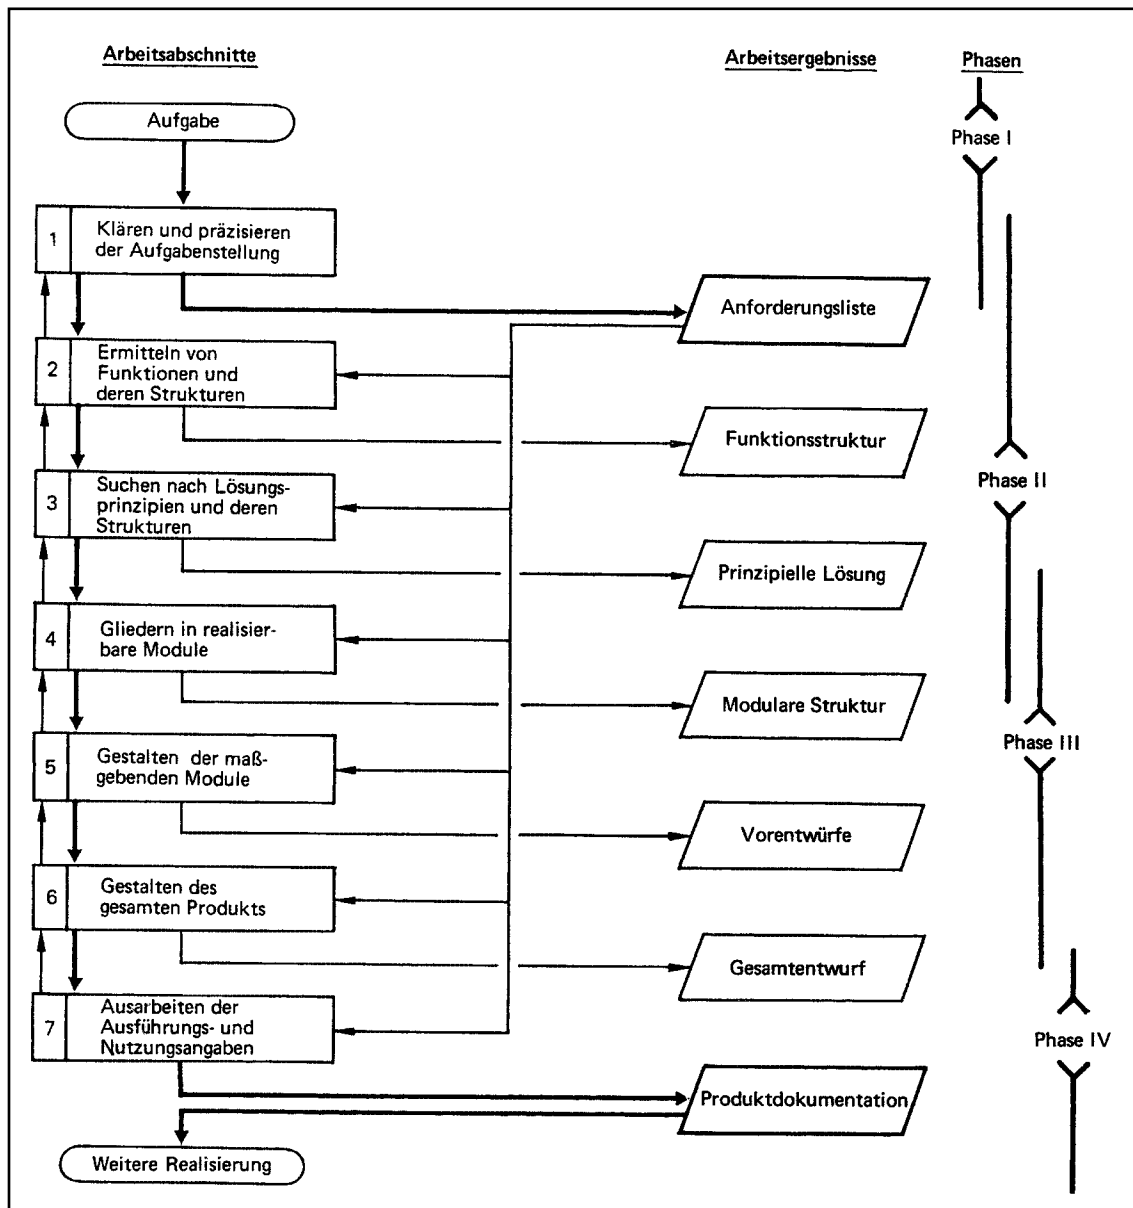 Arbeitsabschnitte
Arbeitsergebnisse
Phasen
Aufgabe
Phase I
1
Klären und präzisieren
der Aufgabenstellung
Anforderungsliste
2
Ermitteln von
Funktionen und
deren Strukturen
Funktionsstruktur
Phase II
3
Suchen nach Lösungs-
prinzipien und deren
Strukturen
Prinzipielle Lösung
4
Gliedern in realisier-
bare Module
Modulare Struktur
Phase III
5
Gestalten der maß-
gebenden Module
Vorentwürfe
6
Gestalten des
gesamten Produkts
Gesamtentwurf
7
Ausarbeiten der
Ausführungs- und
Nutzungsangaben
Phase IV
Produktdokumentation
Weitere Realisierung